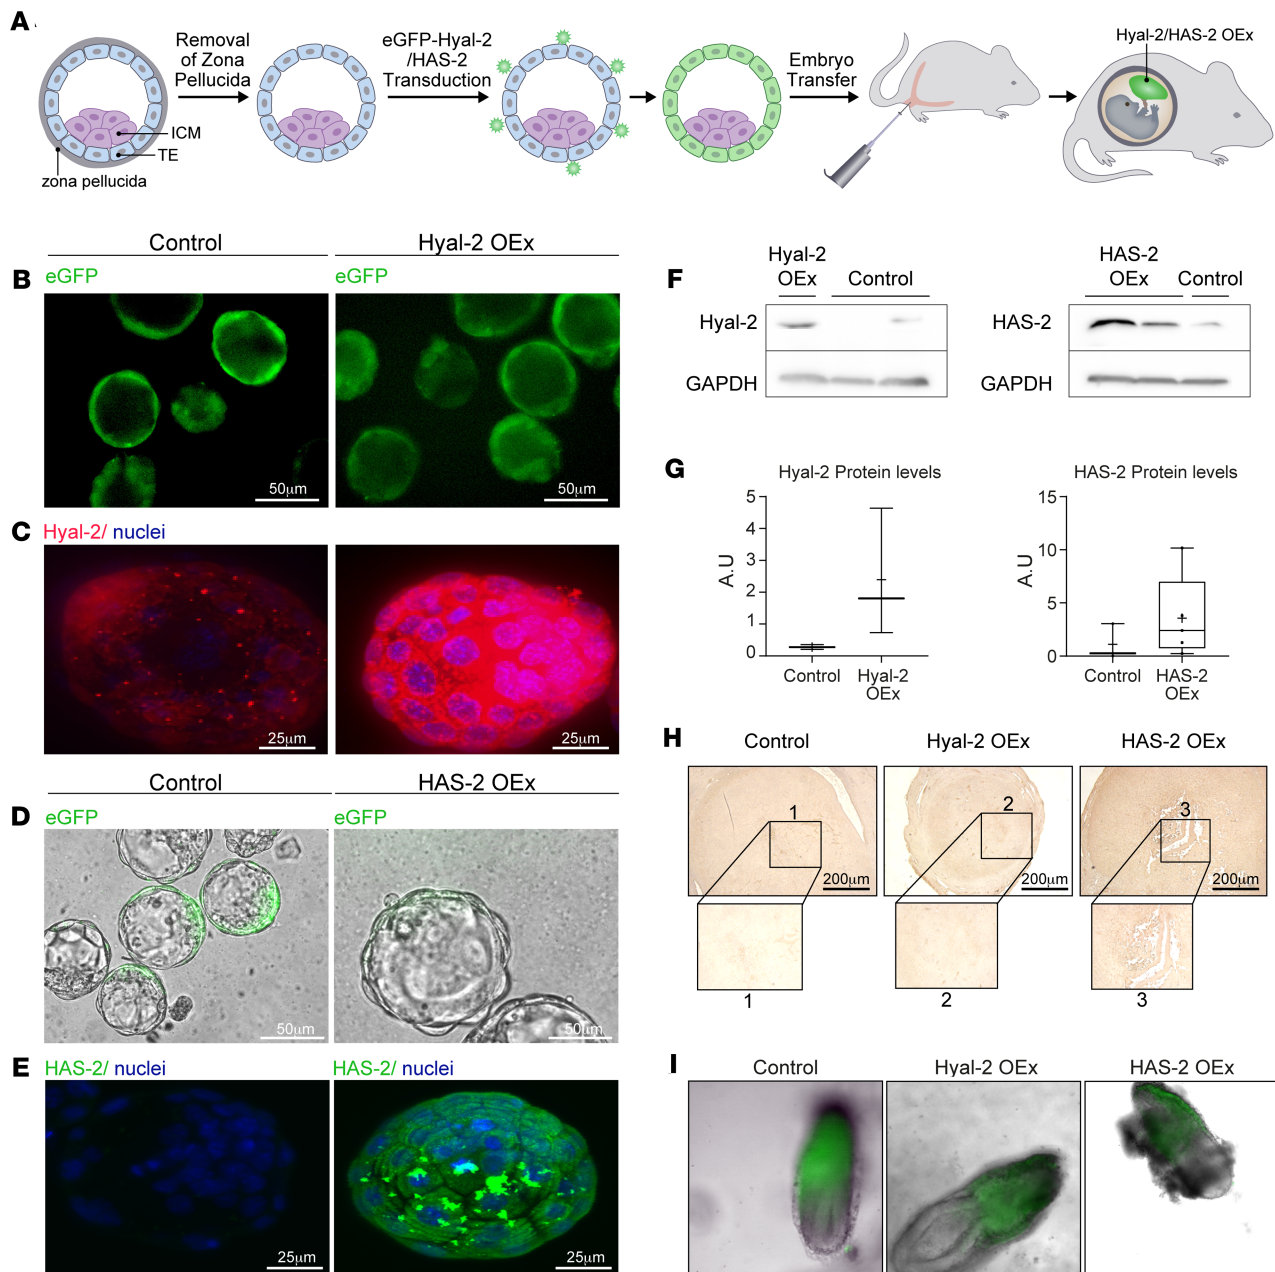 A
Removal
of Zona
Pellucida
eGFP-Hyal-2
/HAS-2
Transduction
Embryo
Transfer
Hyal-2/HAS-2 OEx
ICM
TE
zona pellucida
Control
Hyal-2 OEx
B
eGFP
eGFP
50µm
50µm
C
Hyal-2/ nuclei
25µm
25µm
Control
HAS-2 OEx
D
eGFP
eGFP
50µm
50µm
E
HAS-2/ nuclei
HAS-2/ nuclei
25µm
25µm
F
Hyal-2
OEx
Control
Hyal-2
GAPDH
HAS-2
OEx
Control
HAS-2
GAPDH
G
Hyal-2 Protein levels
A.U
5
4
3
2
1
0
Control
Hyal-2
OEx
HAS-2 Protein levels
A.U
15
10
5
0
Control
HAS-2
OEx
H
Control
Hyal-2 OEx
HAS-2 OEx
1
2
3
200µm
200µm
200µm
1
2
3
I
Control
Hyal-2 OEx
HAS-2 OEx